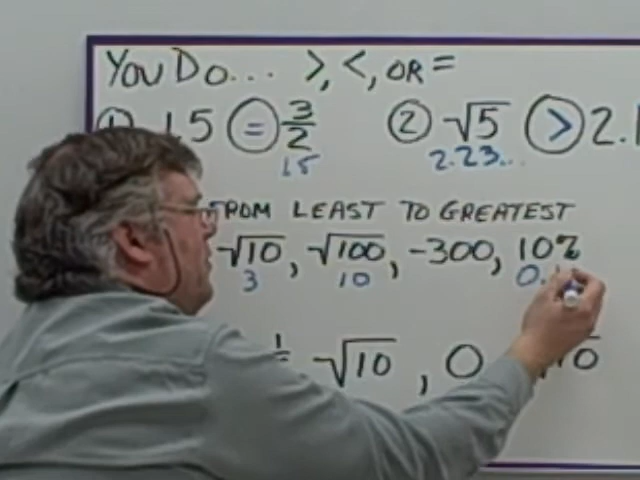 YOU DO... >, <, OR =
① 1.5 = 3/2 ② √5 > 2.1
1.5 2.23...
FROM LEAST TO GREATEST
√10, √100, -300, 10%
3 10 0.
√10, 0 √10